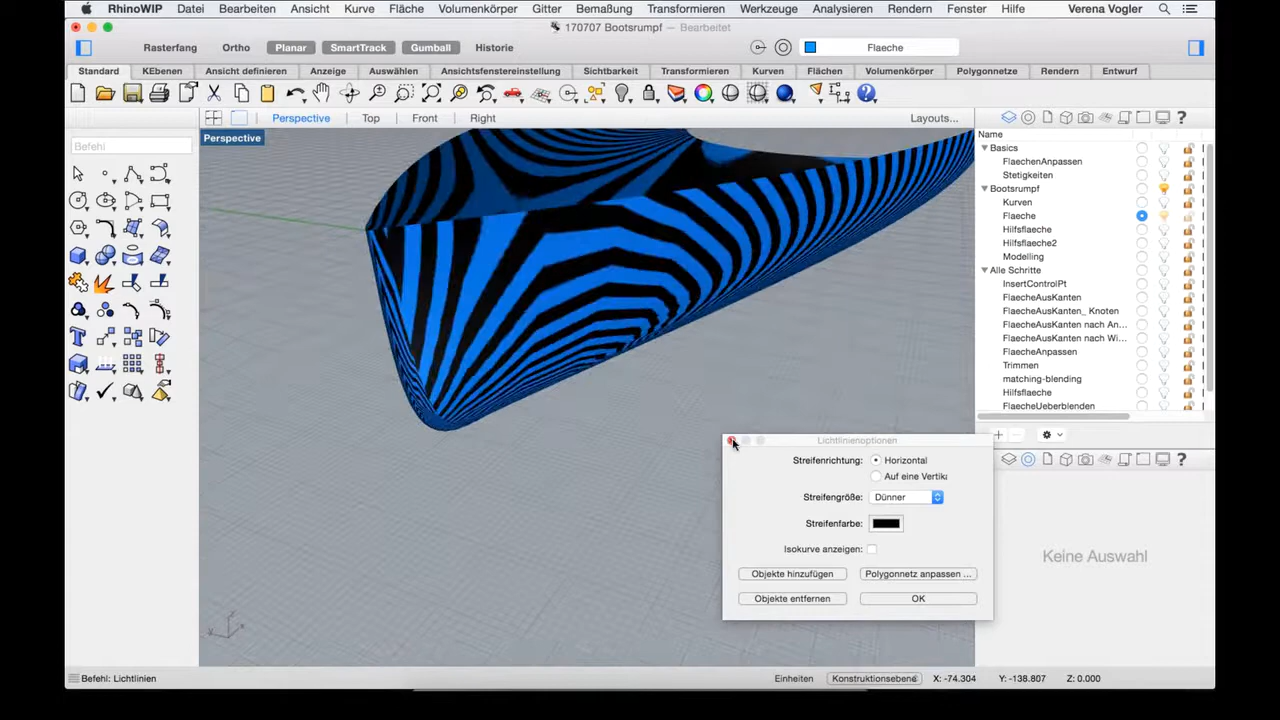 RhinoWIP Datei Bearbeiten Ansicht Kurve Fläche Volumenkörper Gitter Bemaßung Transformieren Werkzeuge Analysieren Rendern Fenster Hilfe Verena Vogler
170707 Bootsrumpf — Bearbeitet
Rasterfang Ortho Planar SmartTrack Gumball Historie Flaeche
Standard KEbenen Ansicht definieren Anzeige Auswählen Ansichtsfensterestellung Sichtbarkeit Transformieren Kurven Flächen Volumenkörper Polygonnetze Rendern Entwurf
Perspective Top Front Right Layouts...
Perspective
Befehl
Name
Basics
FlaechenAnpassen
Stetigkeiten
Bootsrumpf
Kurven
Flaeche
Hilfsflaeche
Hilfsflaeche2
Modelling
Alle Schritte
InsertControlPt
FlaecheAusKanten
FlaecheAusKanten_ Knoten
FlaecheAusKanten nach An...
FlaecheAusKanten nach Wi...
FlaecheAnpassen
Trimmen
matching-blending
Hilfsflaeche
FlaecheUeberblenden
Lichtlinienoptionen
Streifenrichtung: Horizontal
Auf eine Vertika
Streifengröße: Dünner
Streifenfarbe:
Isokurve anzeigen:
Objekte hinzufügen Polygonnetz anpassen ...
Objekte entfernen OK
Keine Auswahl
Befehl: Lichtlinien Einheiten Konstruktionsebene X: -74.304 Y: -138.807 Z: 0.000